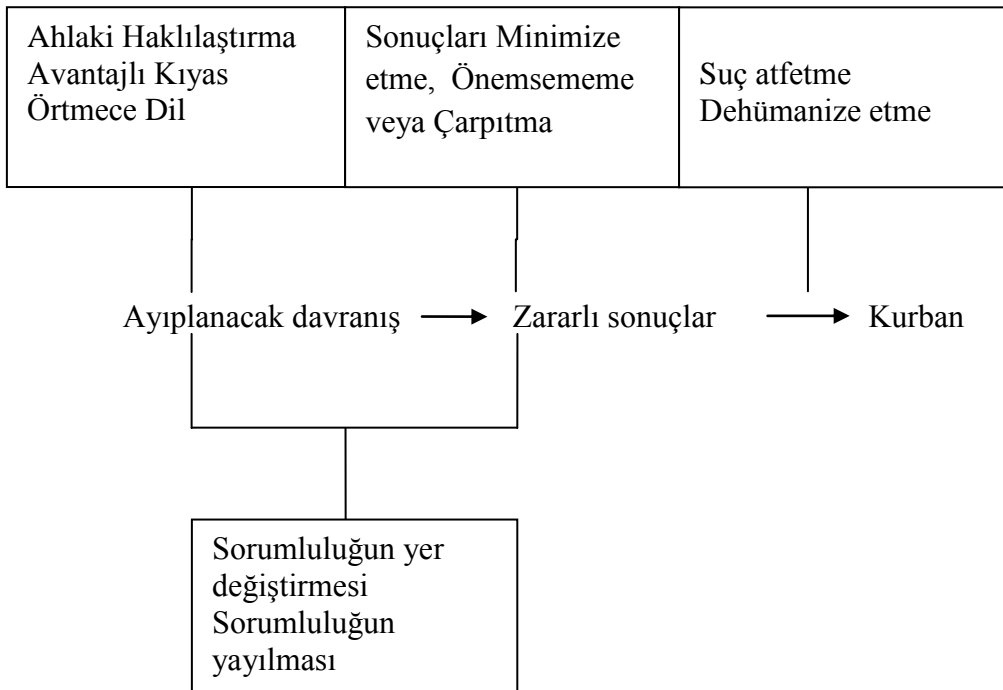 Ahlaki Haklılaştırma
Avantajlı Kıyas
Örtmece Dil
Sonuçları Minimize
etme, Önemsememe
veya Çarpıtma
Suç atfetme
Dehümanize etme
Ayıplanacak davranış
Zararlı sonuçlar
Kurban
Sorumluluğun yer
değiştirmesi
Sorumluluğun
yayılması